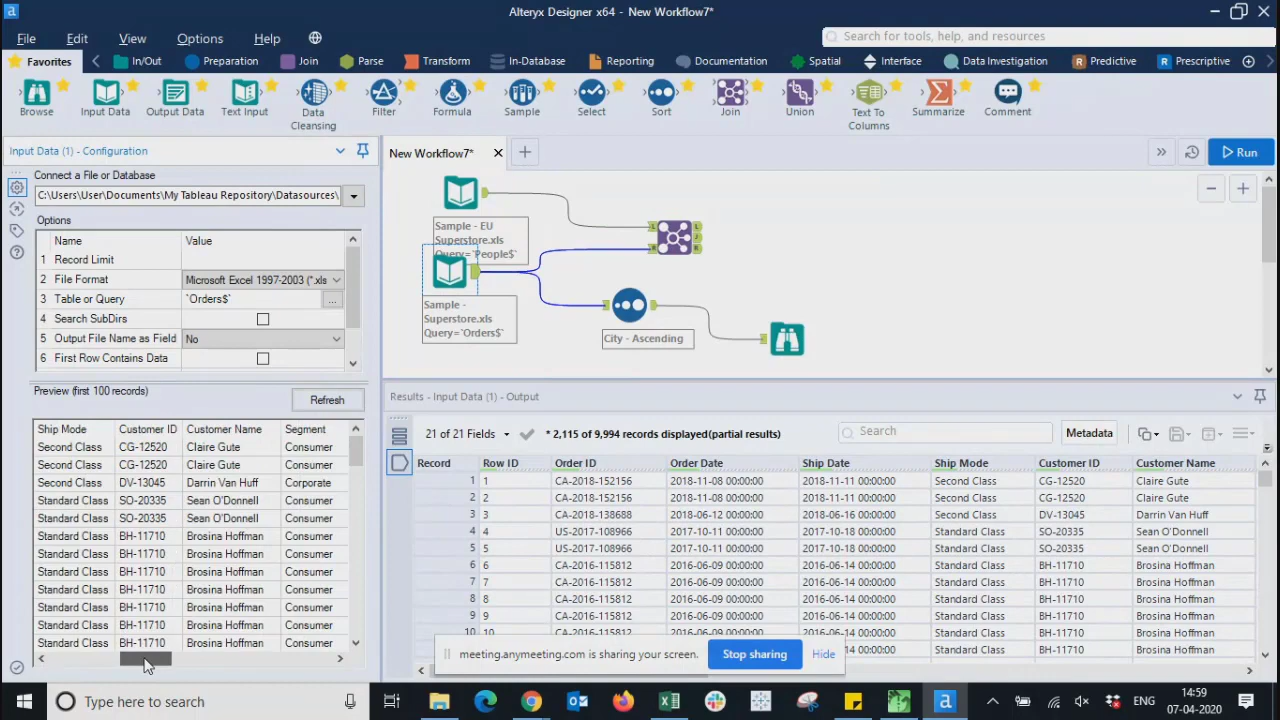 Alteryx Designer x64 - New Workflow7*
File Edit View Options Help
Search for tools, help, and resources
Favorites In/Out Preparation Join Parse Transform In-Database Reporting Documentation Spatial Interface Data Investigation Predictive Prescriptive
Browse Input Data Output Data Text Input Data Cleansing Filter Formula Sample Select Sort Join Union Text To Columns Summarize Comment
Input Data (1) - Configuration
New Workflow7*
Run
Connect a File or Database
C:\Users\User\Documents\My Tableau Repository\Datasources\
Options
Name Value
1 Record Limit
2 File Format Microsoft Excel 1997-2003 (*.xls
3 Table or Query `Orders$` ...
4 Search SubDirs
5 Output File Name as Field No
6 First Row Contains Data
Sample - EU
Superstore.xls
Query=`People$`
Sample -
Superstore.xls
Query=`Orders$`
City - Ascending
Preview (first 100 records)
Refresh
Ship Mode Customer ID Customer Name Segment
Second Class CG-12520 Claire Gute Consumer
Second Class CG-12520 Claire Gute Consumer
Second Class DV-13045 Darrin Van Huff Corporate
Standard Class SO-20335 Sean O'Donnell Consumer
Standard Class SO-20335 Sean O'Donnell Consumer
Standard Class BH-11710 Brosina Hoffman Consumer
Standard Class BH-11710 Brosina Hoffman Consumer
Standard Class BH-11710 Brosina Hoffman Consumer
Standard Class BH-11710 Brosina Hoffman Consumer
Standard Class BH-11710 Brosina Hoffman Consumer
Standard Class BH-11710 Brosina Hoffman Consumer
Standard Class BH-11710 Brosina Hoffman Consumer
Results - Input Data (1) - Output
21 of 21 Fields * 2,115 of 9,994 records displayed(partial results) Search Metadata
Record Row ID Order ID Order Date Ship Date Ship Mode Customer ID Customer Name
1 1 CA-2018-152156 2018-11-08 00:00:00 2018-11-11 00:00:00 Second Class CG-12520 Claire Gute
2 2 CA-2018-152156 2018-11-08 00:00:00 2018-11-11 00:00:00 Second Class CG-12520 Claire Gute
3 3 CA-2018-138688 2018-06-12 00:00:00 2018-06-16 00:00:00 Second Class DV-13045 Darrin Van Huff
4 4 US-2017-108966 2017-10-11 00:00:00 2017-10-18 00:00:00 Standard Class SO-20335 Sean O'Donnell
5 5 US-2017-108966 2017-10-11 00:00:00 2017-10-18 00:00:00 Standard Class SO-20335 Sean O'Donnell
6 6 CA-2016-115812 2016-06-09 00:00:00 2016-06-14 00:00:00 Standard Class BH-11710 Brosina Hoffman
7 7 CA-2016-115812 2016-06-09 00:00:00 2016-06-14 00:00:00 Standard Class BH-11710 Brosina Hoffman
8 8 CA-2016-115812 2016-06-09 00:00:00 2016-06-14 00:00:00 Standard Class BH-11710 Brosina Hoffman
9 9 CA-2016-115812 2016-06-09 00:00:00 2016-06-14 00:00:00 Standard Class BH-11710 Brosina Hoffman
10 10 CA-2016-115812 2016-06-09 00:00:00 2016-06-14 00:00:00 Standard Class BH-11710 Brosina Hoffman
meeting.anymeeting.com is sharing your screen. Stop sharing Hide
Type here to search
ENG
14:59
07-04-2020